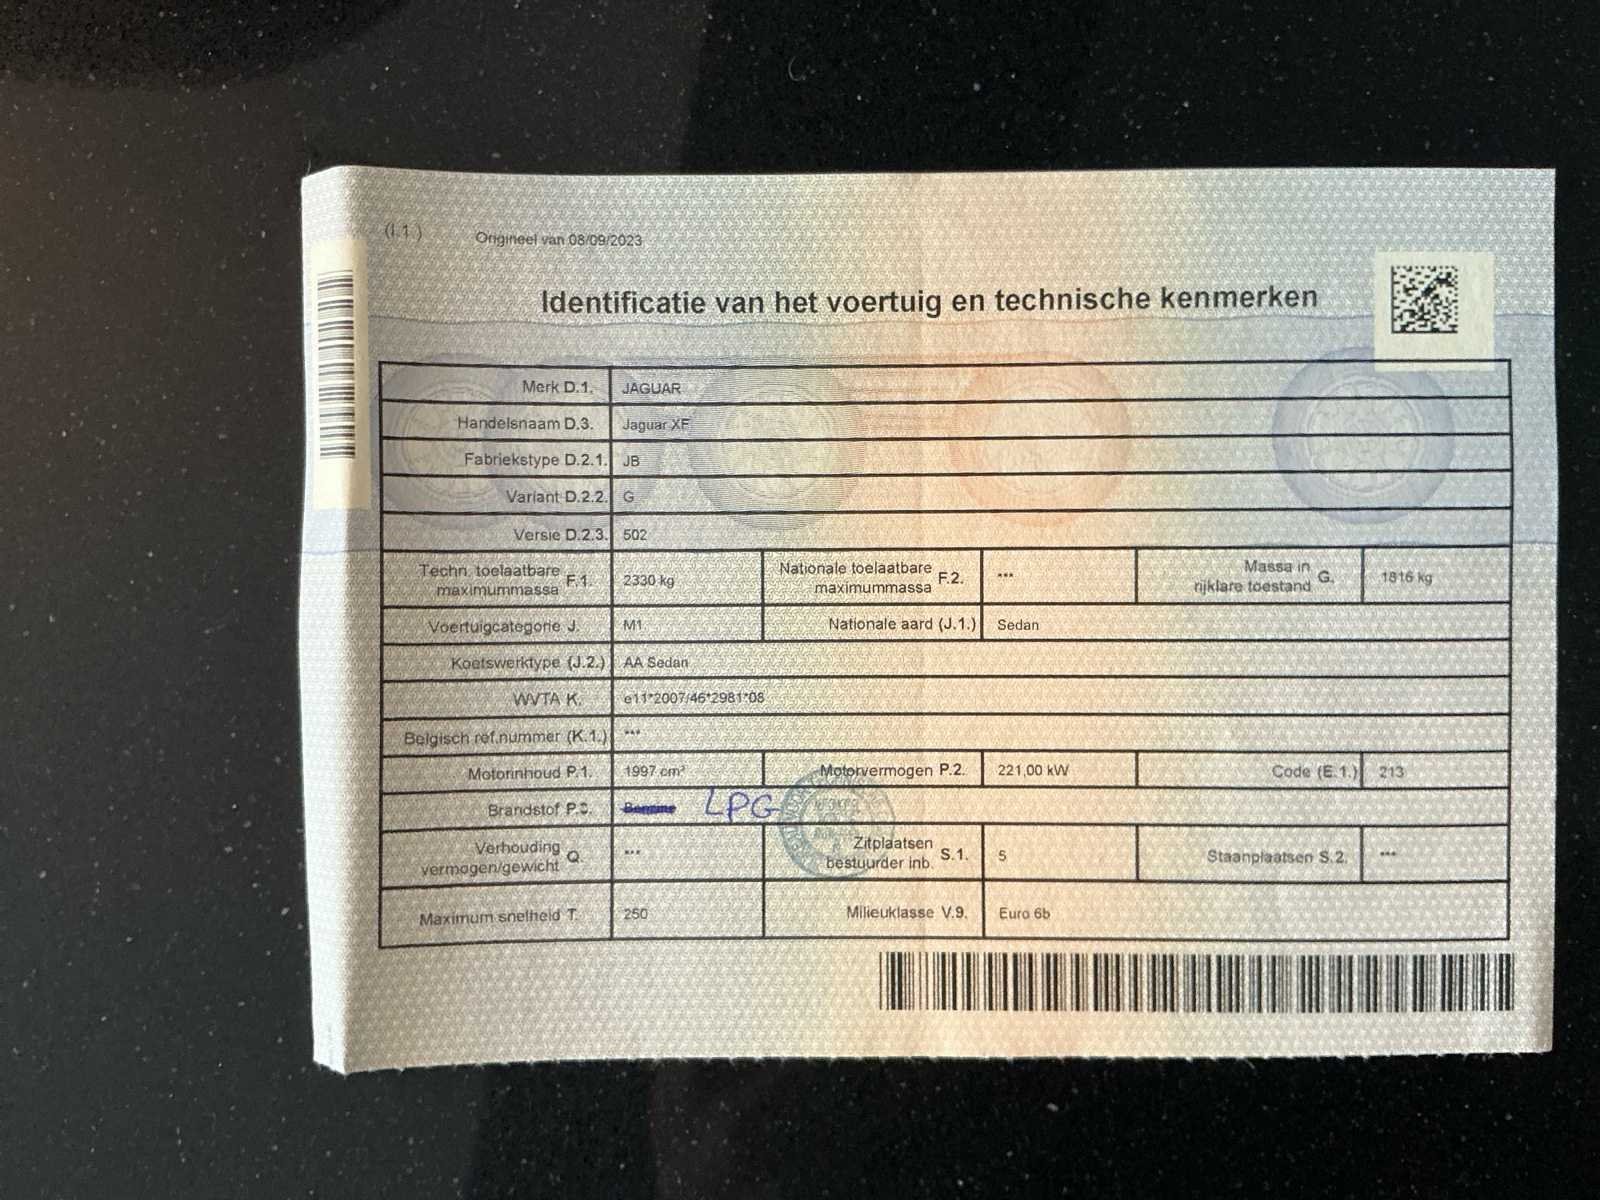 (I.1.) Origineel van 08/09/2023
Identificatie van het voertuig en technische kenmerken
Merk D.1. JAGUAR
Handelsnaam D.3. Jaguar XF
Fabriekstype D.2.1. JB
Variant D.2.2. G
Versie D.2.3. 502
Techn. toelaatbare maximummassa F.1. 2330 kg Nationale toelaatbare maximummassa F.2. *** Massa in rijklare toestand G. 1816 kg
Voertuigcategorie J. M1 Nationale aard (J.1.) Sedan
Koetswerktype (J.2.) AA Sedan
WVTA K. e11*2007/46*2981*08
Belgisch ref.nummer (K.1.) ***
Motorinhoud P.1. 1997 cm³ Motorvermogen P.2. 221,00 kW Code (E.1.) 213
Brandstof P.3. Benzine LPG
Verhouding vermogen/gewicht Q. *** Zitplaatsen bestuurder inb. S.1. 5 Staanplaatsen S.2. ***
Maximum snelheid T. 250 Milieuklasse V.9. Euro 6b